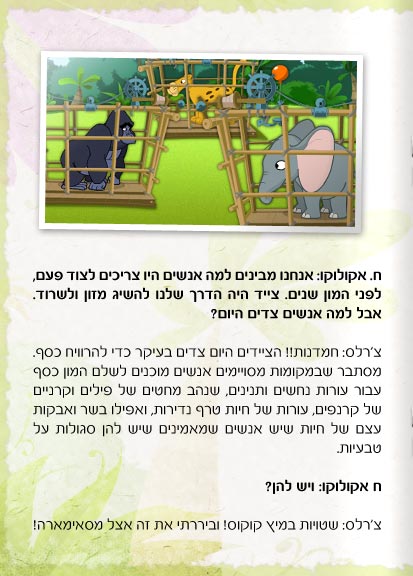 ח. אקולוקו: אנחנו מבינים למה אנשים היו צריכים לצוד פעם,
לפני המון שנים. צייד היה הדרך שלנו להשיג מזון ולשרוד.
אבל למה אנשים צדים היום?
צ'רלס: חמדנות!! הציידים היום צדים בעיקר כדי להרוויח כסף.
מסתבר שבמקומות מסויימים אנשים מוכנים לשלם המון כסף
עבור עורות נחשים ותנינים, שנהב מחטים של פילים וקרניים
של קרנפים, עורות של חיות טרף נדירות, ואפילו בשר ואבקות
עצם של חיות שיש אנשים שמאמינים שיש להן סגולות על
טבעיות.
ח אקולוקו: ויש להן?
צ'רלס: שטויות במיץ קוקוס! וביררתי את זה אצל מסאימארה!